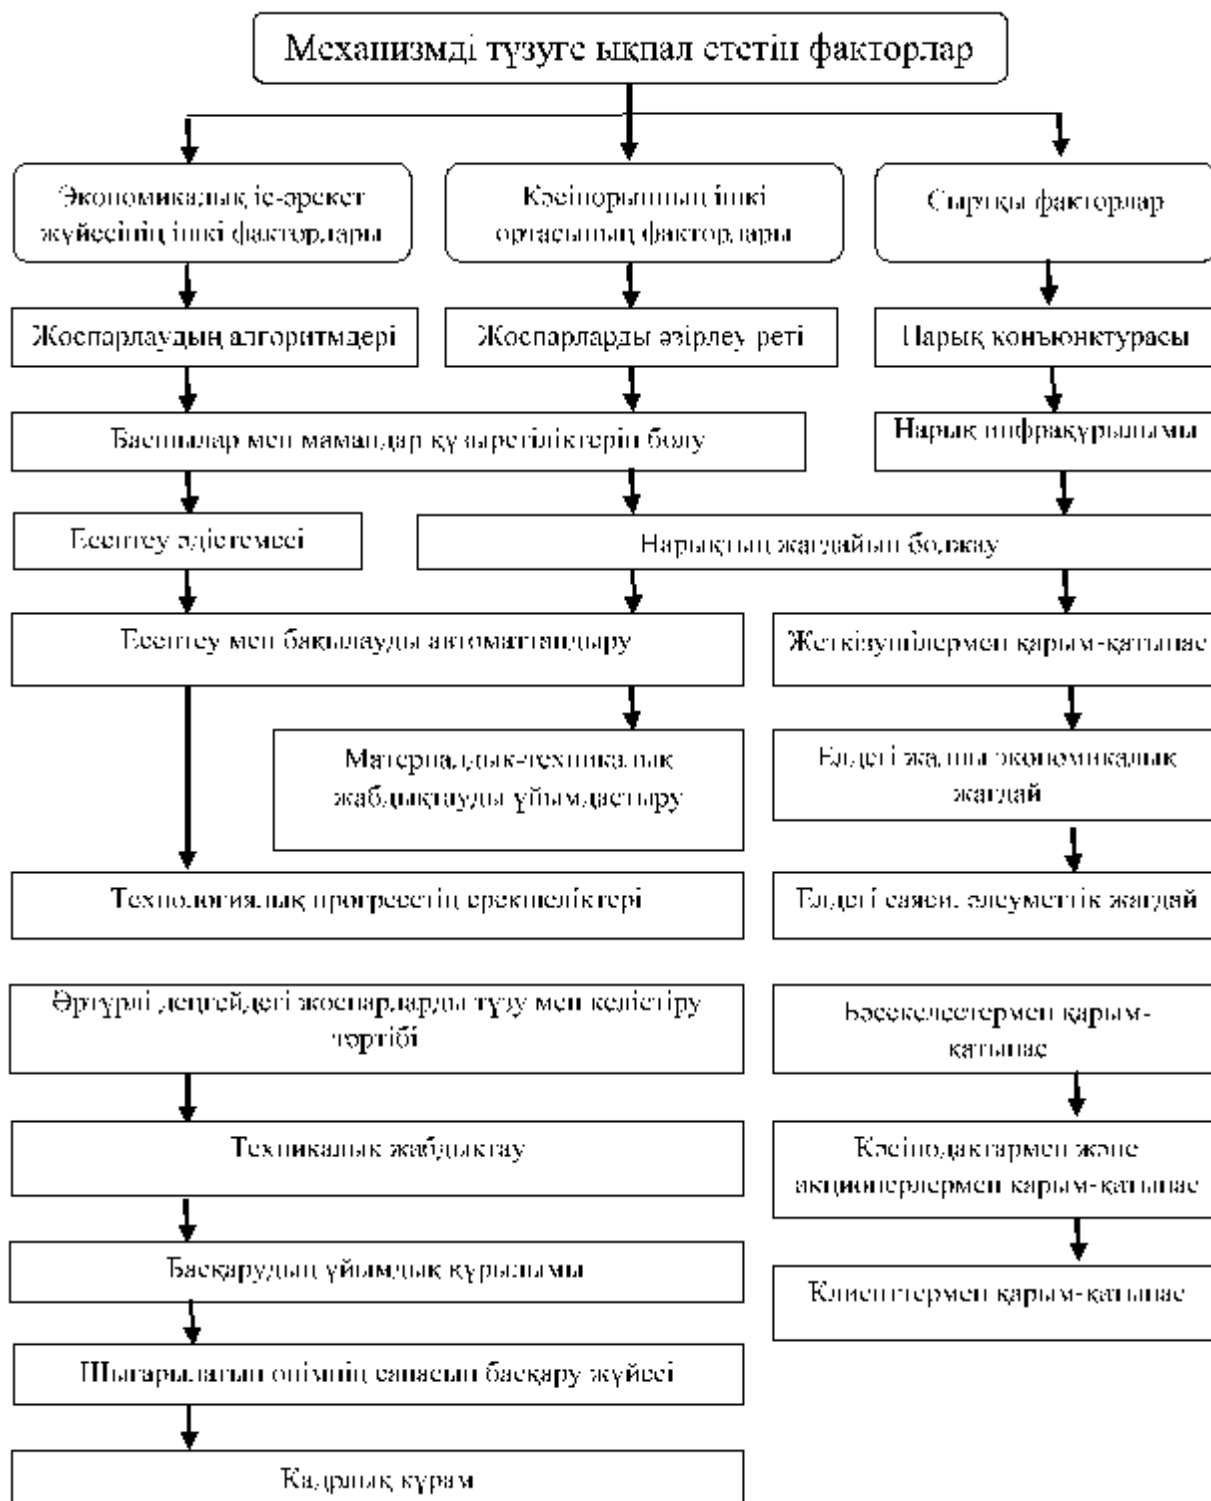 Механизмді түзуге ықпал ететін факторлар
Экономикалық іс-әрекет
жүйесінің ішкі факторлары
Кәсіпорынның ішкі
ортасының факторлары
Сыртқы факторлар
Жоспарлаудың алгоритмдері
Жоспарларды әзірлеу реті
Нарық конъюнктурасы
Басшылар мен мамандар құзыретіліктерін болу
Нарық инфрақұрылымы
Есептеу әдістемесі
Нарықтың жағдайын болжау
Есептеу мен бақылауды автоматтандыру
Жеткізушілермен қарым-қатынас
Материалдық-техникалық
жабдықтауды ұйымдастыру
Елдегі жалпы экономикалық
жағдай
Технологиялық прогрестің ерекшеліктері
Елдегі саяси, әлеуметтік жағдай
Әртүрлі деңгейдегі жоспарларды түзу мен келістіру
тәртібі
Бәсекелестермен қарым-
қатынас
Техникалық жабдықтау
Кәсіподақтармен және
акционерлермен қарым-қатынас
Басқарудың ұйымдық құрылымы
Клиенттермен қарым-қатынас
Шығарылатын өнімнің сапасын басқару жүйесі
Кадрлық құрам